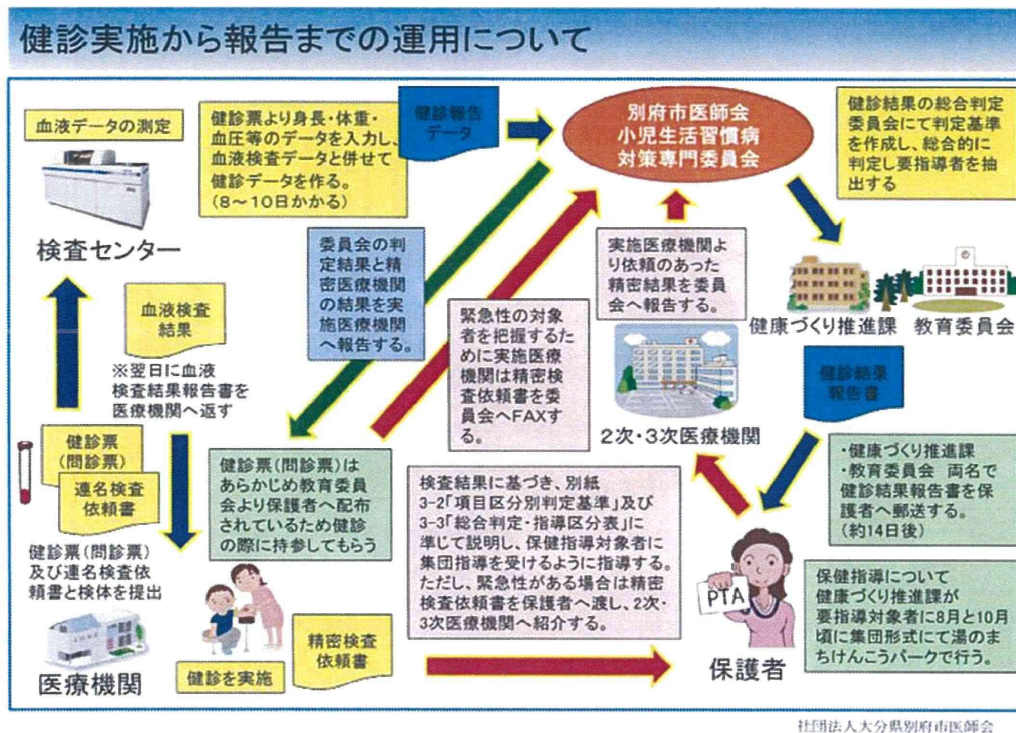 健診実施から報告までの運用について
血液データの測定
検査センター
健診票より身長・体重・
血圧等のデータを入力し、
血液検査データと併せて
健診データを作る。
(8～10日かかる)
健診報告
データ
別府市医師会
小児生活習慣病
対策専門委員会
健診結果の総合判定
委員会にて判定基準
を作成し、総合的に
判定し要指導者を抽
出する
委員会の判
定結果と精
密医療機関
の結果を実
施医療機関
へ報告する。
実施医療機関よ
り依頼のあった
精密結果を委員
会へ報告する。
緊急性の対象
者を把握するた
めに実施医療
機関は精密検
査依頼書を委
員会へFAXす
る。
健康づくり推進課
教育委員会
血液検査
結果
※翌日に血液
検査結果報告書を
医療機関へ返す
2次・3次医療機関
健診結果
報告書
健診票
(問診票)
連名検査
依頼書
健診票(問診票)
及び連名検査依
頼書と検体を提出
医療機関
健診票(問診票)は
あらかじめ教育委員
会より保護者へ配布
されているため健診
の際に持参してもらう
健診を実施
精密検査
依頼書
検査結果に基づき、別紙
3-2「項目区分別判定基準」及び
3-3「総合判定・指導区分表」に
準じて説明し、保健指導対象者に
集団指導を受けるように指導する。
ただし、緊急性がある場合は精密
検査依頼書を保護者へ渡し、2次・
3次医療機関へ紹介する。
PTA
保護者
・健康づくり推進課
・教育委員会 両名で
健診結果報告書を保
護者へ郵送する。
(約14日後)
保健指導について
健康づくり推進課が
要指導対象者に8月と10月
頃に集団形式にて湯のま
ちけんこうパークで行う。
社団法人大分県別府市医師会